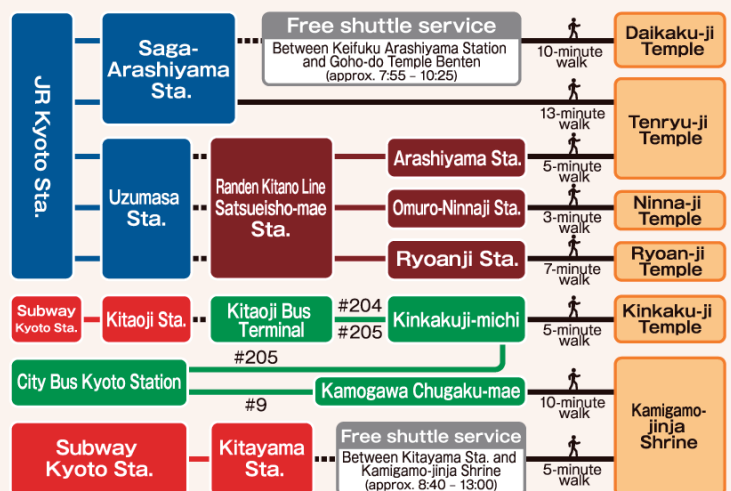 JR Kyoto Sta.
Saga-
Arashiyama
Sta.
Free shuttle service
Between Keifuku Arashiyama Station
and Goho-do Temple Benten
(approx. 7:55 – 10:25)
10-minute
walk
Daikaku-ji
Temple
13-minute
walk
Tenryu-ji
Temple
Uzumasa
Sta.
Randen Kitano Line
Satsueisho-mae
Sta.
Arashiyama Sta.
5-minute
walk
Omuro-Ninnaji Sta.
3-minute
walk
Ninna-ji
Temple
Ryoanji Sta.
7-minute
walk
Ryoan-ji
Temple
Subway
Kyoto Sta.
Kitaoji Sta.
Kitaoji Bus
Terminal
#204
#205
Kinkakuji-michi
5-minute
walk
Kinkaku-ji
Temple
City Bus Kyoto Station
#205
#9
Kamogawa Chugaku-mae
10-minute
walk
Kamigamo-
jinja
Shrine
Subway
Kyoto Sta.
Kitayama
Sta.
Free shuttle service
Between Kitayama Sta. and
Kamigamo-jinja Shrine
(approx. 8:40 – 13:00)
5-minute
walk